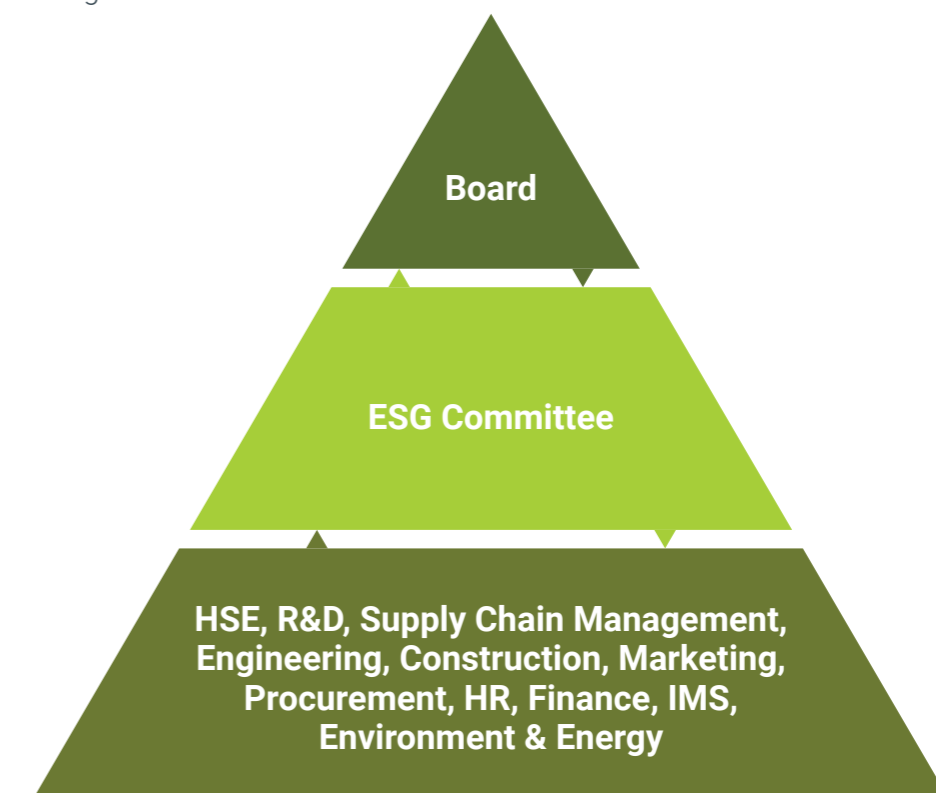 Board
ESG Committee
HSE, R&D, Supply Chain Management,
Engineering, Construction, Marketing,
Procurement, HR, Finance, IMS,
Environment & Energy